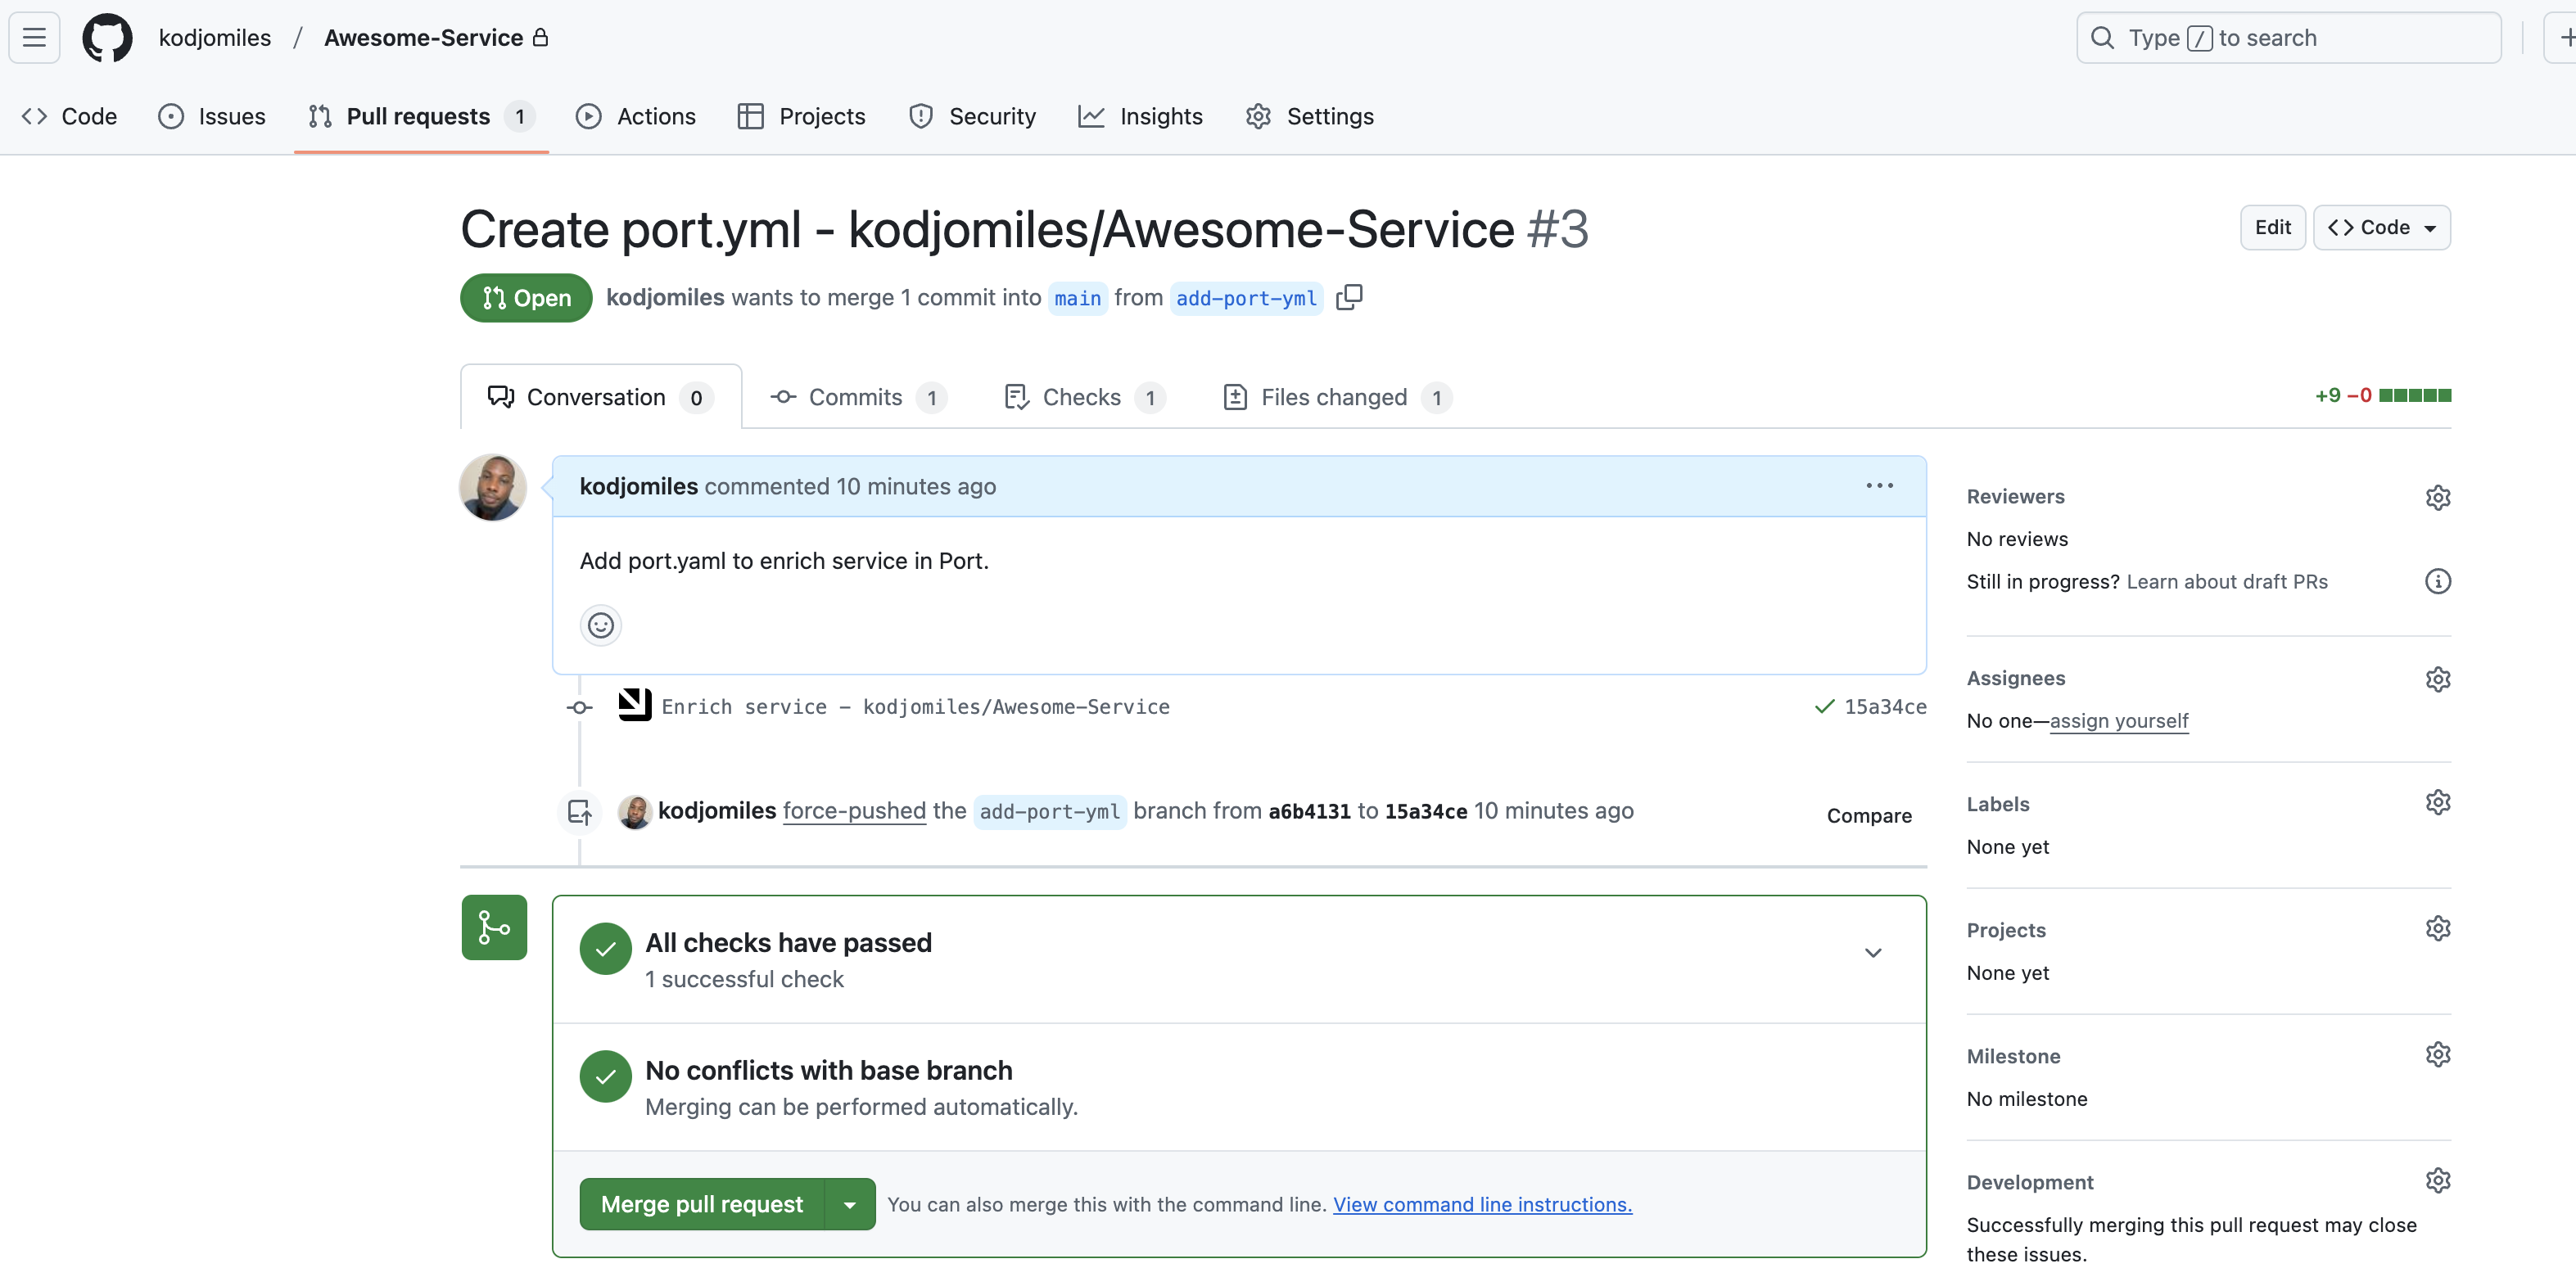 kodjomiles / Awesome-Service
Type / to search
Code
Issues
Pull requests 1
Actions
Projects
Security
Insights
Settings
Create port.yml - kodjomiles/Awesome-Service #3
Edit
Code
Open
kodjomiles wants to merge 1 commit into main from add-port-yml
Conversation 0
Commits 1
Checks 1
Files changed 1
+9 −0
kodjomiles commented 10 minutes ago
Add port.yaml to enrich service in Port.
Enrich service - kodjomiles/Awesome-Service
15a34ce
kodjomiles force-pushed the add-port-yml branch from a6b4131 to 15a34ce 10 minutes ago
Compare
All checks have passed
1 successful check
No conflicts with base branch
Merging can be performed automatically.
Merge pull request
You can also merge this with the command line. View command line instructions.
Reviewers
No reviews
Still in progress? Learn about draft PRs
Assignees
No one—assign yourself
Labels
None yet
Projects
None yet
Milestone
No milestone
Development
Successfully merging this pull request may close
these issues.